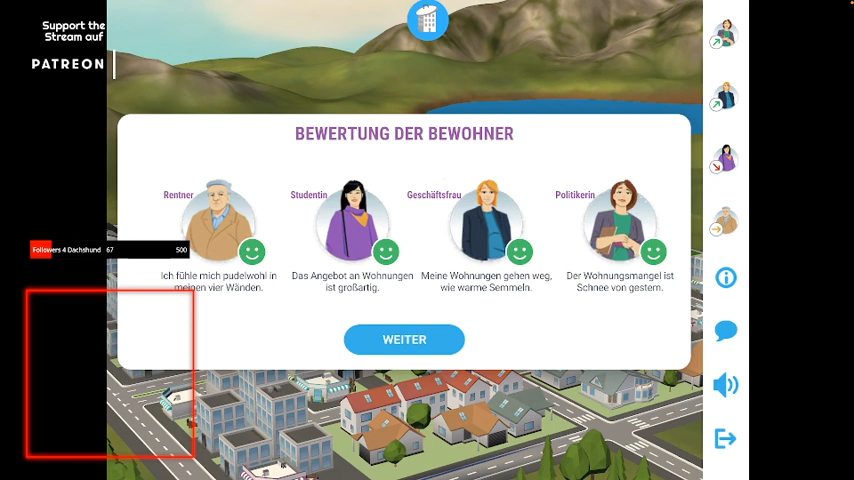 Support the
Stream auf
PATREON
BEWERTUNG DER BEWOHNER
Rentner
Studentin
Geschäftsfrau
Politikerin
Ich fühle mich pudelwohl in
meinen vier Wänden.
Das Angebot an Wohnungen
ist großartig.
Meine Wohnungen gehen weg,
wie warme Semmeln.
Der Wohnungsmangel ist
Schnee von gestern.
Followers 4 Dachshund 67 500
WEITER